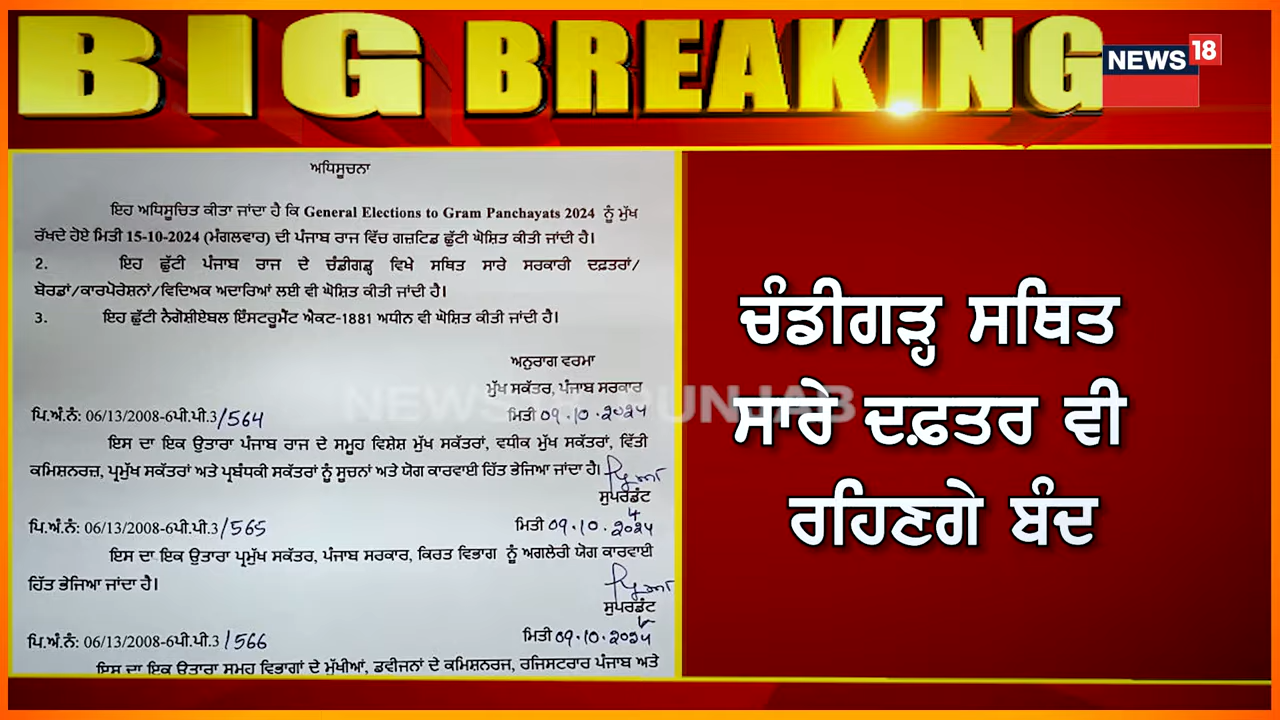 BIG BREAKING
NEWS 18
ਅਧਿਸੂਚਨਾ
ਇਹ ਅਧਿਸੂਚਿਤ ਕੀਤਾ ਜਾਂਦਾ ਹੈ ਕਿ General Elections to Gram Panchayats 2024 ਨੂੰ ਮੁੱਖ
ਰੱਖਦੇ ਹੋਏ ਮਿਤੀ 15-10-2024 (ਮੰਗਲਵਾਰ) ਦੀ ਪੰਜਾਬ ਰਾਜ ਵਿੱਚ ਗਜ਼ਟਿਡ ਛੁੱਟੀ ਘੋਸ਼ਿਤ ਕੀਤੀ ਜਾਂਦੀ ਹੈ।
2. ਇਹ ਛੁੱਟੀ ਪੰਜਾਬ ਰਾਜ ਦੇ ਚੰਡੀਗੜ੍ਹ ਵਿਖੇ ਸਥਿਤ ਸਾਰੇ ਸਰਕਾਰੀ ਦਫ਼ਤਰਾਂ/
ਬੋਰਡਾਂ/ਕਾਰਪੋਰੇਸ਼ਨਾਂ/ਵਿਦਿਅਕ ਅਦਾਰਿਆਂ ਲਈ ਵੀ ਘੋਸ਼ਿਤ ਕੀਤੀ ਜਾਂਦੀ ਹੈ।
3. ਇਹ ਛੁੱਟੀ ਨੈਗੋਸ਼ੀਏਬਲ ਇੰਸਟਰੂਮੈਂਟ ਐਕਟ-1881 ਅਧੀਨ ਵੀ ਘੋਸ਼ਿਤ ਕੀਤੀ ਜਾਂਦੀ ਹੈ।
ਅਨੁਰਾਗ ਵਰਮਾ
ਮੁੱਖ ਸਕੱਤਰ, ਪੰਜਾਬ ਸਰਕਾਰ
ਪਿ.ਅੰ.ਨੰ: 06/13/2008-6ਪੀ.ਪੀ.3/564 ਮਿਤੀ 09.10.2024
ਇਸ ਦਾ ਇਕ ਉਤਾਰਾ ਪੰਜਾਬ ਰਾਜ ਦੇ ਸਮੂਹ ਵਿਸ਼ੇਸ਼ ਮੁੱਖ ਸਕੱਤਰਾਂ, ਵਧੀਕ ਮੁੱਖ ਸਕੱਤਰਾਂ, ਵਿੱਤੀ
ਕਮਿਸ਼ਨਰਜ਼, ਪ੍ਰਮੁੱਖ ਸਕੱਤਰਾਂ ਅਤੇ ਪ੍ਰਬੰਧਕੀ ਸਕੱਤਰਾਂ ਨੂੰ ਸੂਚਨਾਂ ਅਤੇ ਯੋਗ ਕਾਰਵਾਈ ਹਿੱਤ ਭੇਜਿਆ ਜਾਂਦਾ ਹੈ।
ਸੁਪਰਡੰਟ
ਪਿ.ਅੰ.ਨੰ: 06/13/2008-6ਪੀ.ਪੀ.3/565 ਮਿਤੀ 09.10.2024
ਇਸ ਦਾ ਇਕ ਉਤਾਰਾ ਪ੍ਰਮੁੱਖ ਸਕੱਤਰ, ਪੰਜਾਬ ਸਰਕਾਰ, ਕਿਰਤ ਵਿਭਾਗ ਨੂੰ ਅਗਲੇਰੀ ਯੋਗ ਕਾਰਵਾਈ
ਹਿੱਤ ਭੇਜਿਆ ਜਾਂਦਾ ਹੈ।
ਸੁਪਰਡੰਟ
ਪਿ.ਅੰ.ਨੰ: 06/13/2008-6ਪੀ.ਪੀ.3/566 ਮਿਤੀ 09.10.2024
ਇਸ ਦਾ ਇਕ ਉਤਾਰਾ ਸਮੂਹ ਵਿਭਾਗਾਂ ਦੇ ਮੁੱਖੀਆਂ, ਡਵੀਜਨਾਂ ਦੇ ਕਮਿਸ਼ਨਰਜ, ਰਜਿਸਟਰਾਰ ਪੰਜਾਬ ਅਤੇ
ਚੰਡੀਗੜ੍ਹ ਸਥਿਤ
ਸਾਰੇ ਦਫ਼ਤਰ ਵੀ
ਰਹਿਣਗੇ ਬੰਦ